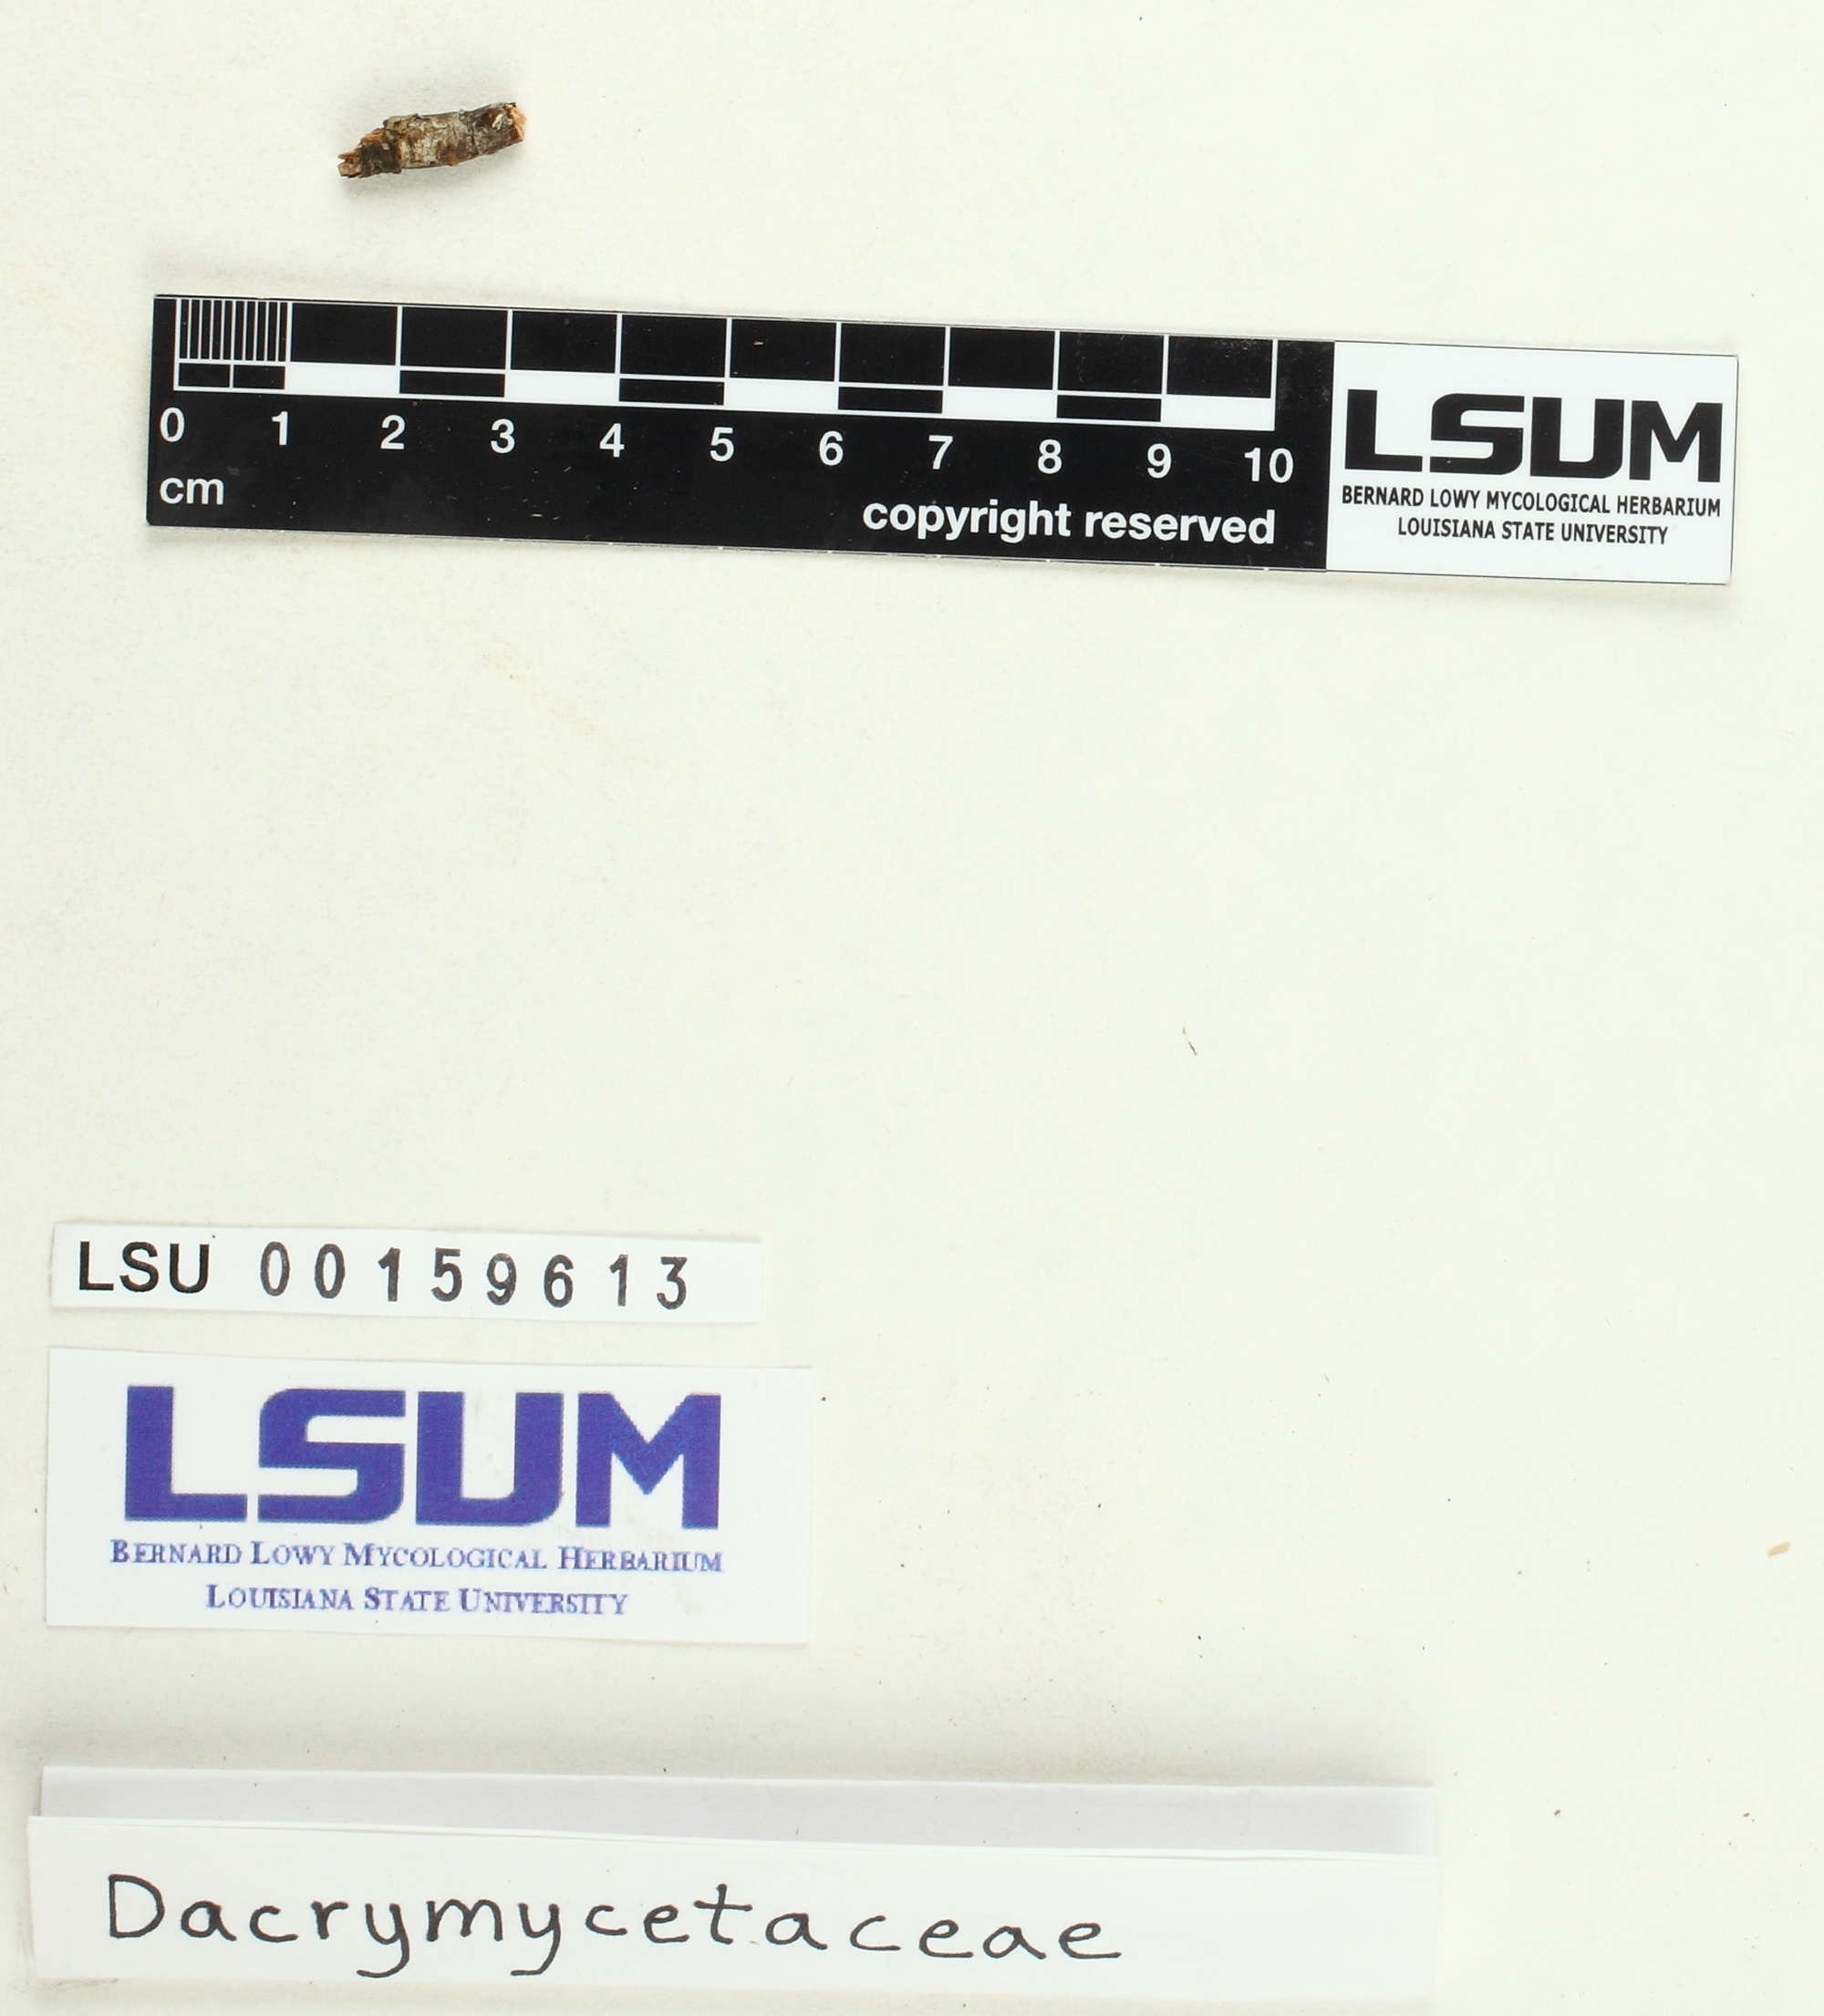 0 1 2 3 4 5 6 7 8 9 10
cm
copyright reserved
LSUM
BERNARD LOWY MYCOLOGICAL HERBARIUM
LOUISIANA STATE UNIVERSITY
LSU 00159613
LSUM
BERNARD LOWY MYCOLOGICAL HERBARIUM
LOUISIANA STATE UNIVERSITY
Dacrymycetaceae